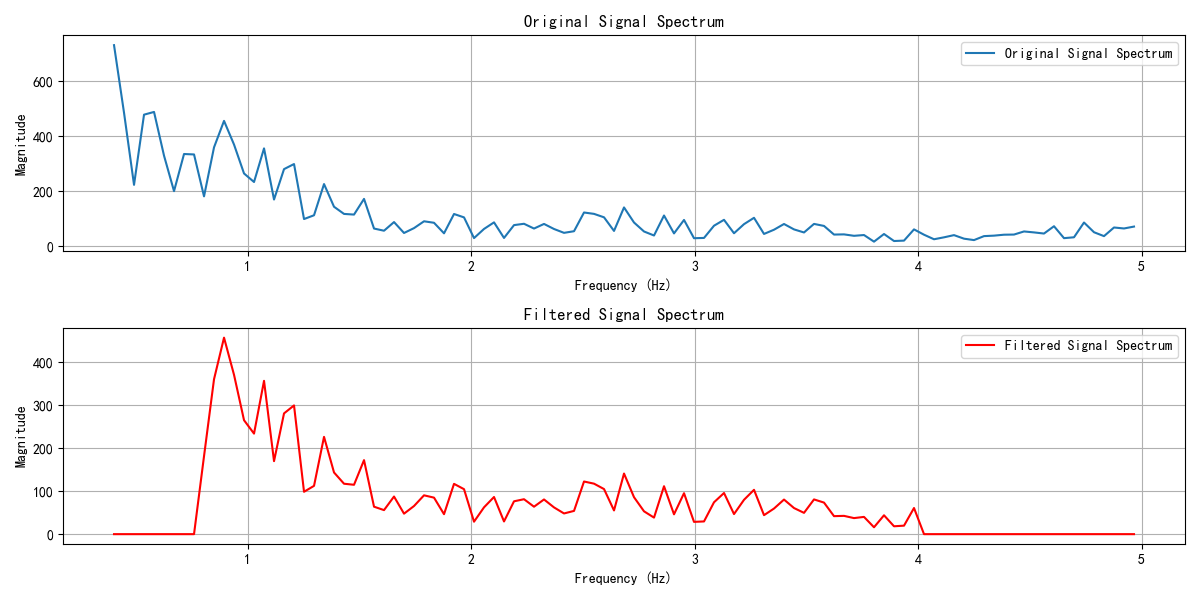 Original Signal Spectrum
Original Signal Spectrum
Magnitude
600
400
200
0
1 2 3 4 5
Frequency (Hz)
Filtered Signal Spectrum
Filtered Signal Spectrum
Magnitude
400
300
200
100
0
1 2 3 4 5
Frequency (Hz)